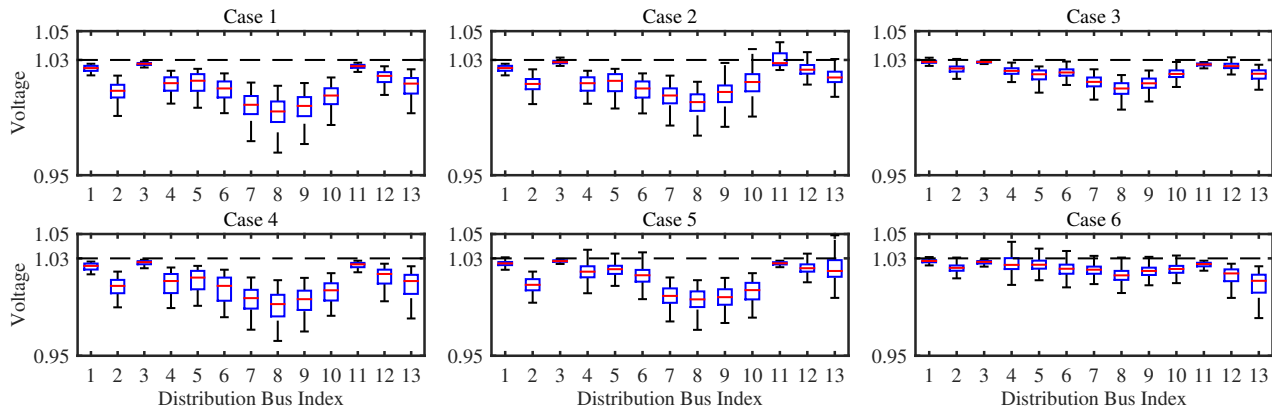 Case 1
Case 2
Case 3
Voltage
1.05
1.03
0.95
1 2 3 4 5 6 7 8 9 10 11 12 13
1.05
1.03
0.95
1 2 3 4 5 6 7 8 9 10 11 12 13
1.05
1.03
0.95
1 2 3 4 5 6 7 8 9 10 11 12 13
Case 4
Case 5
Case 6
Voltage
1.05
1.03
0.95
1 2 3 4 5 6 7 8 9 10 11 12 13
Distribution Bus Index
1.05
1.03
0.95
1 2 3 4 5 6 7 8 9 10 11 12 13
Distribution Bus Index
1.05
1.03
0.95
1 2 3 4 5 6 7 8 9 10 11 12 13
Distribution Bus Index